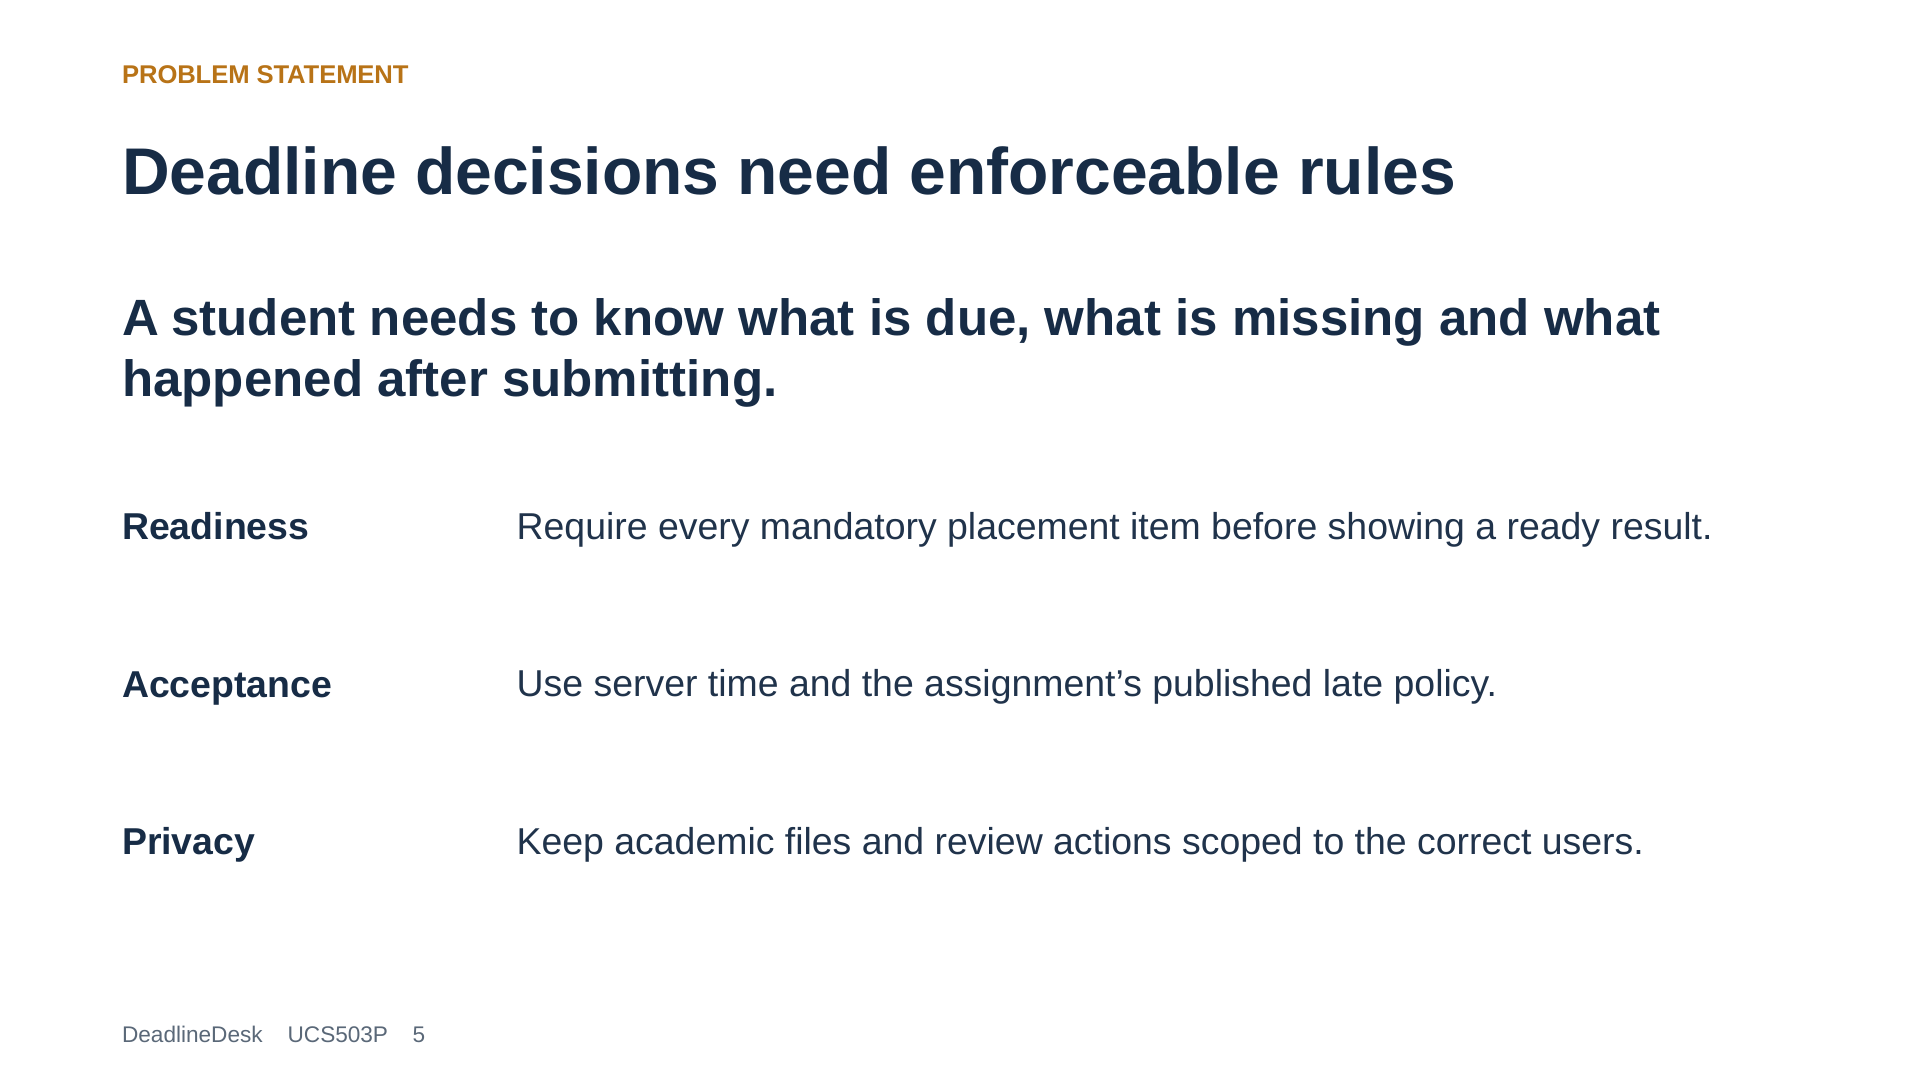 PROBLEM STATEMENT
Deadline decisions need enforceable rules
A student needs to know what is due, what is missing and what
happened after submitting.
Readiness Require every mandatory placement item before showing a ready result.
Acceptance Use server time and the assignment’s published late policy.
Privacy Keep academic files and review actions scoped to the correct users.
DeadlineDesk UCS503P 5